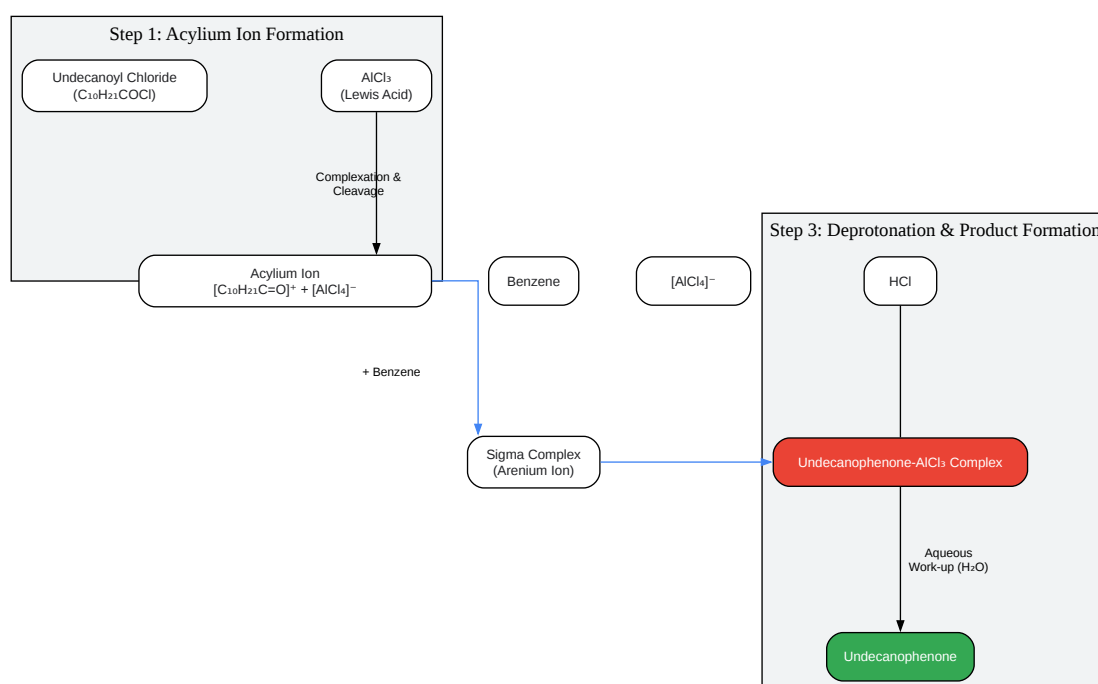 Step 1: Acylium Ion Formation
Undecanoyl Chloride
(C₁₀H₂₁COCl)
AlCl₃
(Lewis Acid)
Complexation &
Cleavage
Step 3: Deprotonation & Product Formation
Acylium Ion
[C₁₀H₂₁C=O]⁺ + [AlCl₄]⁻
Benzene
[AlCl₄]⁻
HCl
+ Benzene
Sigma Complex
(Arenium Ion)
Undecanophenone-AlCl₃ Complex
Aqueous
Work-up (H₂O)
Undecanophenone